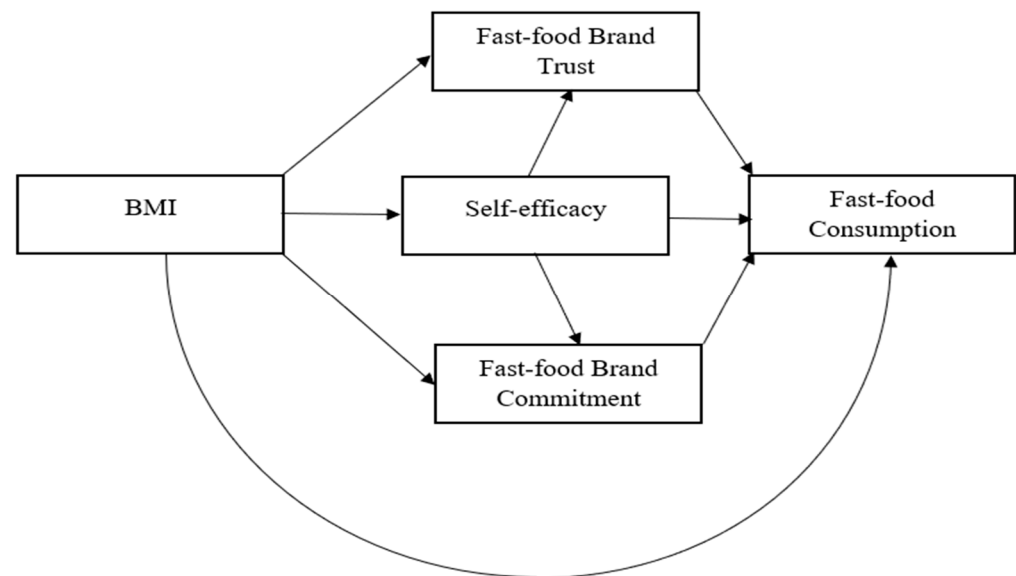 Fast-food Brand
Trust
BMI
Self-efficacy
Fast-food
Consumption
Fast-food Brand
Commitment